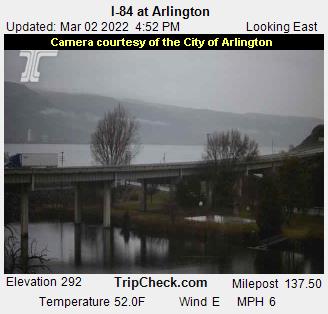 I-84 at Arlington
Updated: Mar 02 2022 4:52 PM Looking East
Camera courtesy of the City of Arlington
Elevation 292 TripCheck.com Milepost 137.50
Temperature 52.0F Wind E MPH 6